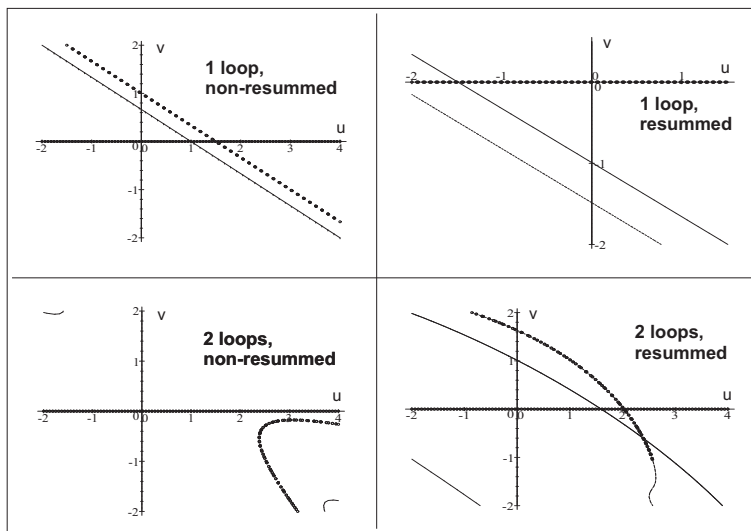 v
2
1 loop,
non-resummed
1
u
-2 -1 0 0 1 2 3 4
-1
-2
v
u
-2 -1 0 1
0
1 loop,
resummed
-1
-2
2
v
2 loops,
non-resummed
1
u
-2 -1 0 0 1 2 3 4
-1
-2
2
v
2 loops,
resummed
1
u
-2 -1 0 0 1 2 3 4
-1
-2